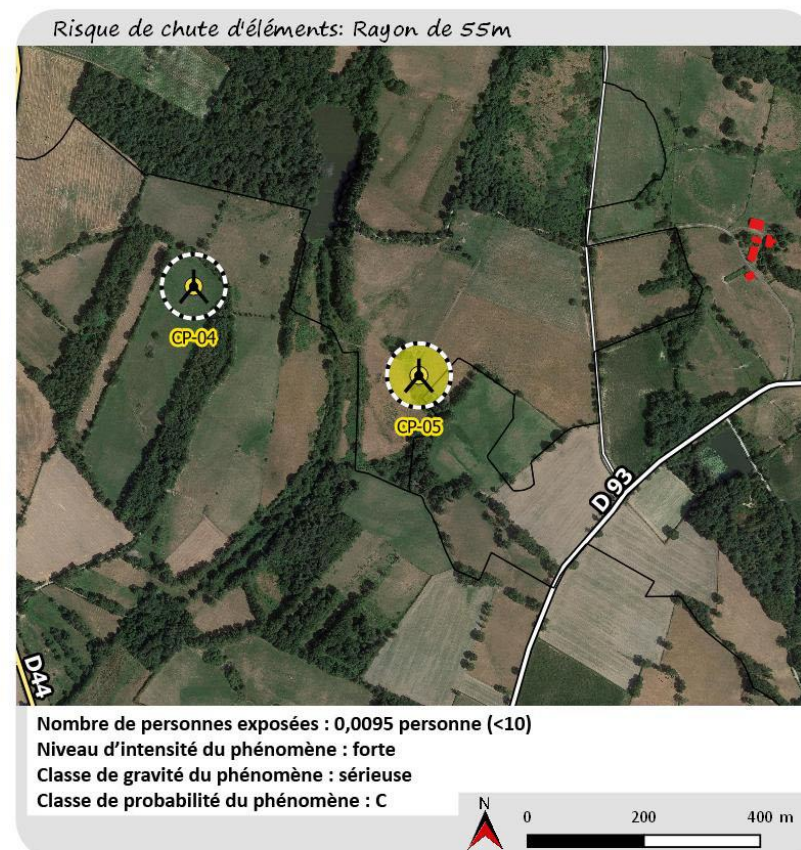 Risque de chute d'éléments: Rayon de 55m
CP-04
CP-05
D 93
D44
Nombre de personnes exposées : 0,0095 personne (<10)
Niveau d'intensité du phénomène : forte
Classe de gravité du phénomène : sérieuse
Classe de probabilité du phénomène : C
N
0 200 400 m